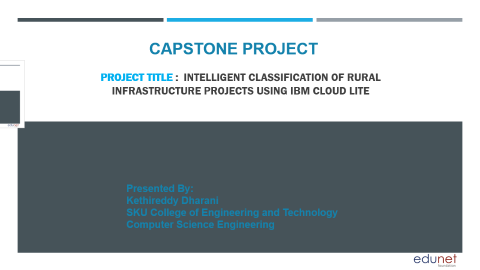 CAPSTONE PROJECT
PROJECT TITLE : INTELLIGENT CLASSIFICATION OF RURAL
INFRASTRUCTURE PROJECTS USING IBM CLOUD LITE
Presented By:
Kethireddy Dharani
SKU College of Engineering and Technology
Computer Science Engineering
edunet
foundation